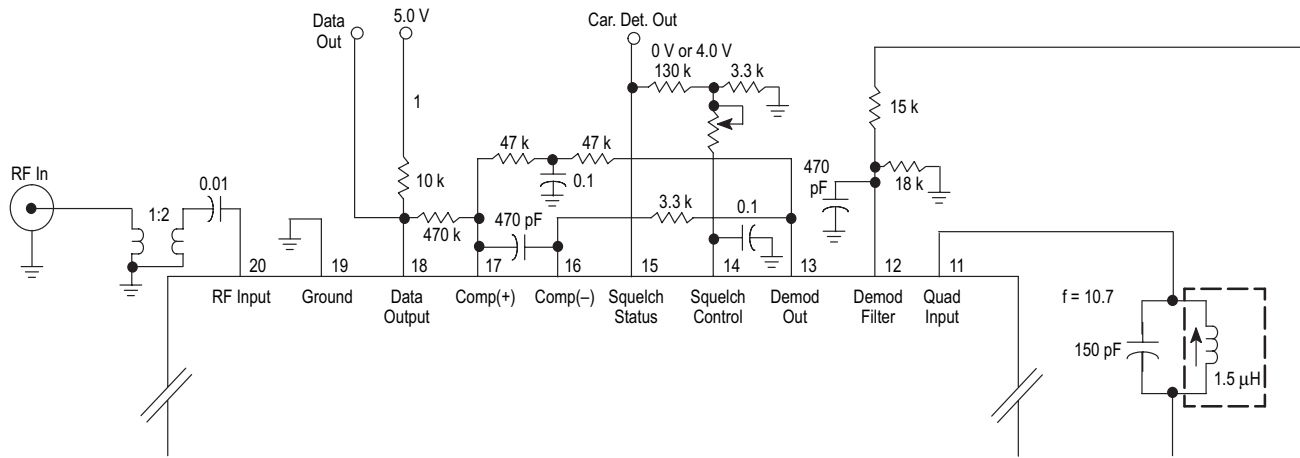 Data
Out
5.0 V
Car. Det. Out
0 V or 4.0 V
130 k
3.3 k
1
15 k
47 k
47 k
RF In
0.01
1:2
10 k
0.1
470
pF
18 k
470 k
470 pF
3.3 k
0.1
20
19
18
17
16
15
14
13
12
11
RF Input
Ground
Data
Output
Comp(+)
Comp(–)
Squelch
Status
Squelch
Control
Demod
Out
Demod
Filter
Quad
Input
f = 10.7
150 pF
1.5 µH